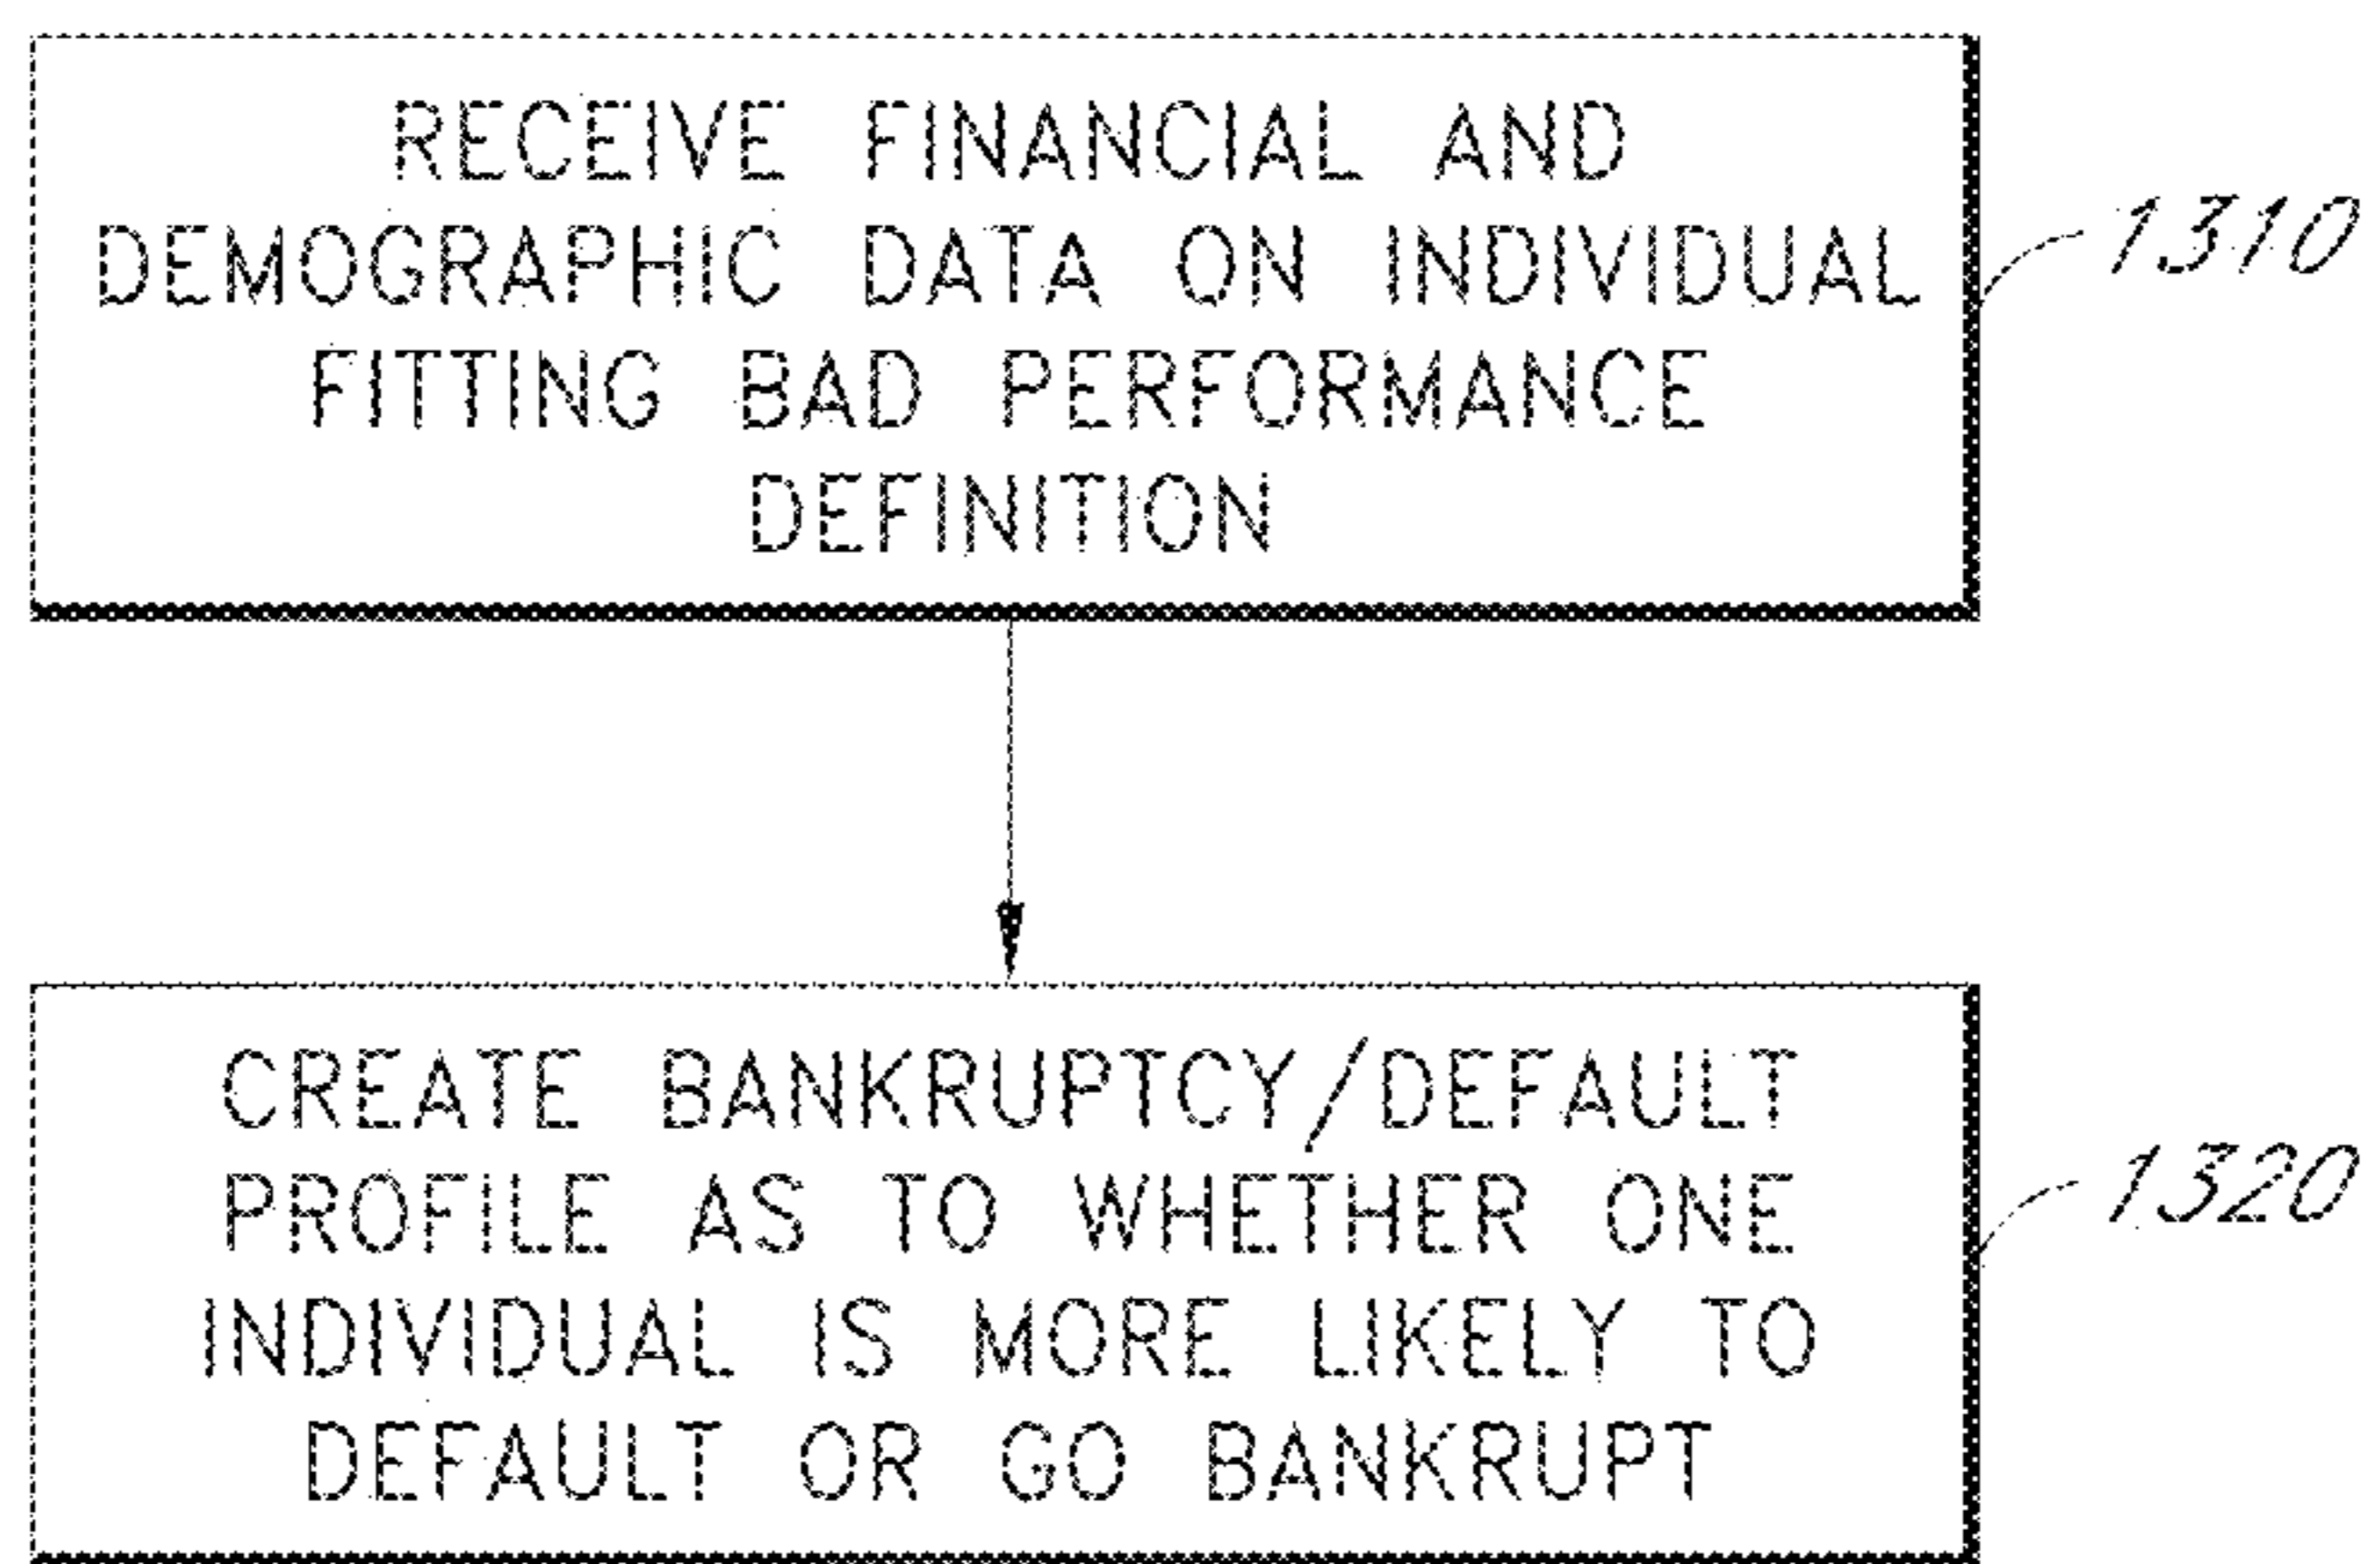 RECEIVE FINANCIAL AND
DEMOGRAPHIC DATA ON INDIVIDUAL
FITTING BAD PERFORMANCE
DEFINITION
1310
CREATE BANKRUPTCY/DEFAULT
PROFILE AS TO WHETHER ONE
INDIVIDUAL IS MORE LIKELY TO
DEFAULT OR GO BANKRUPT
1320